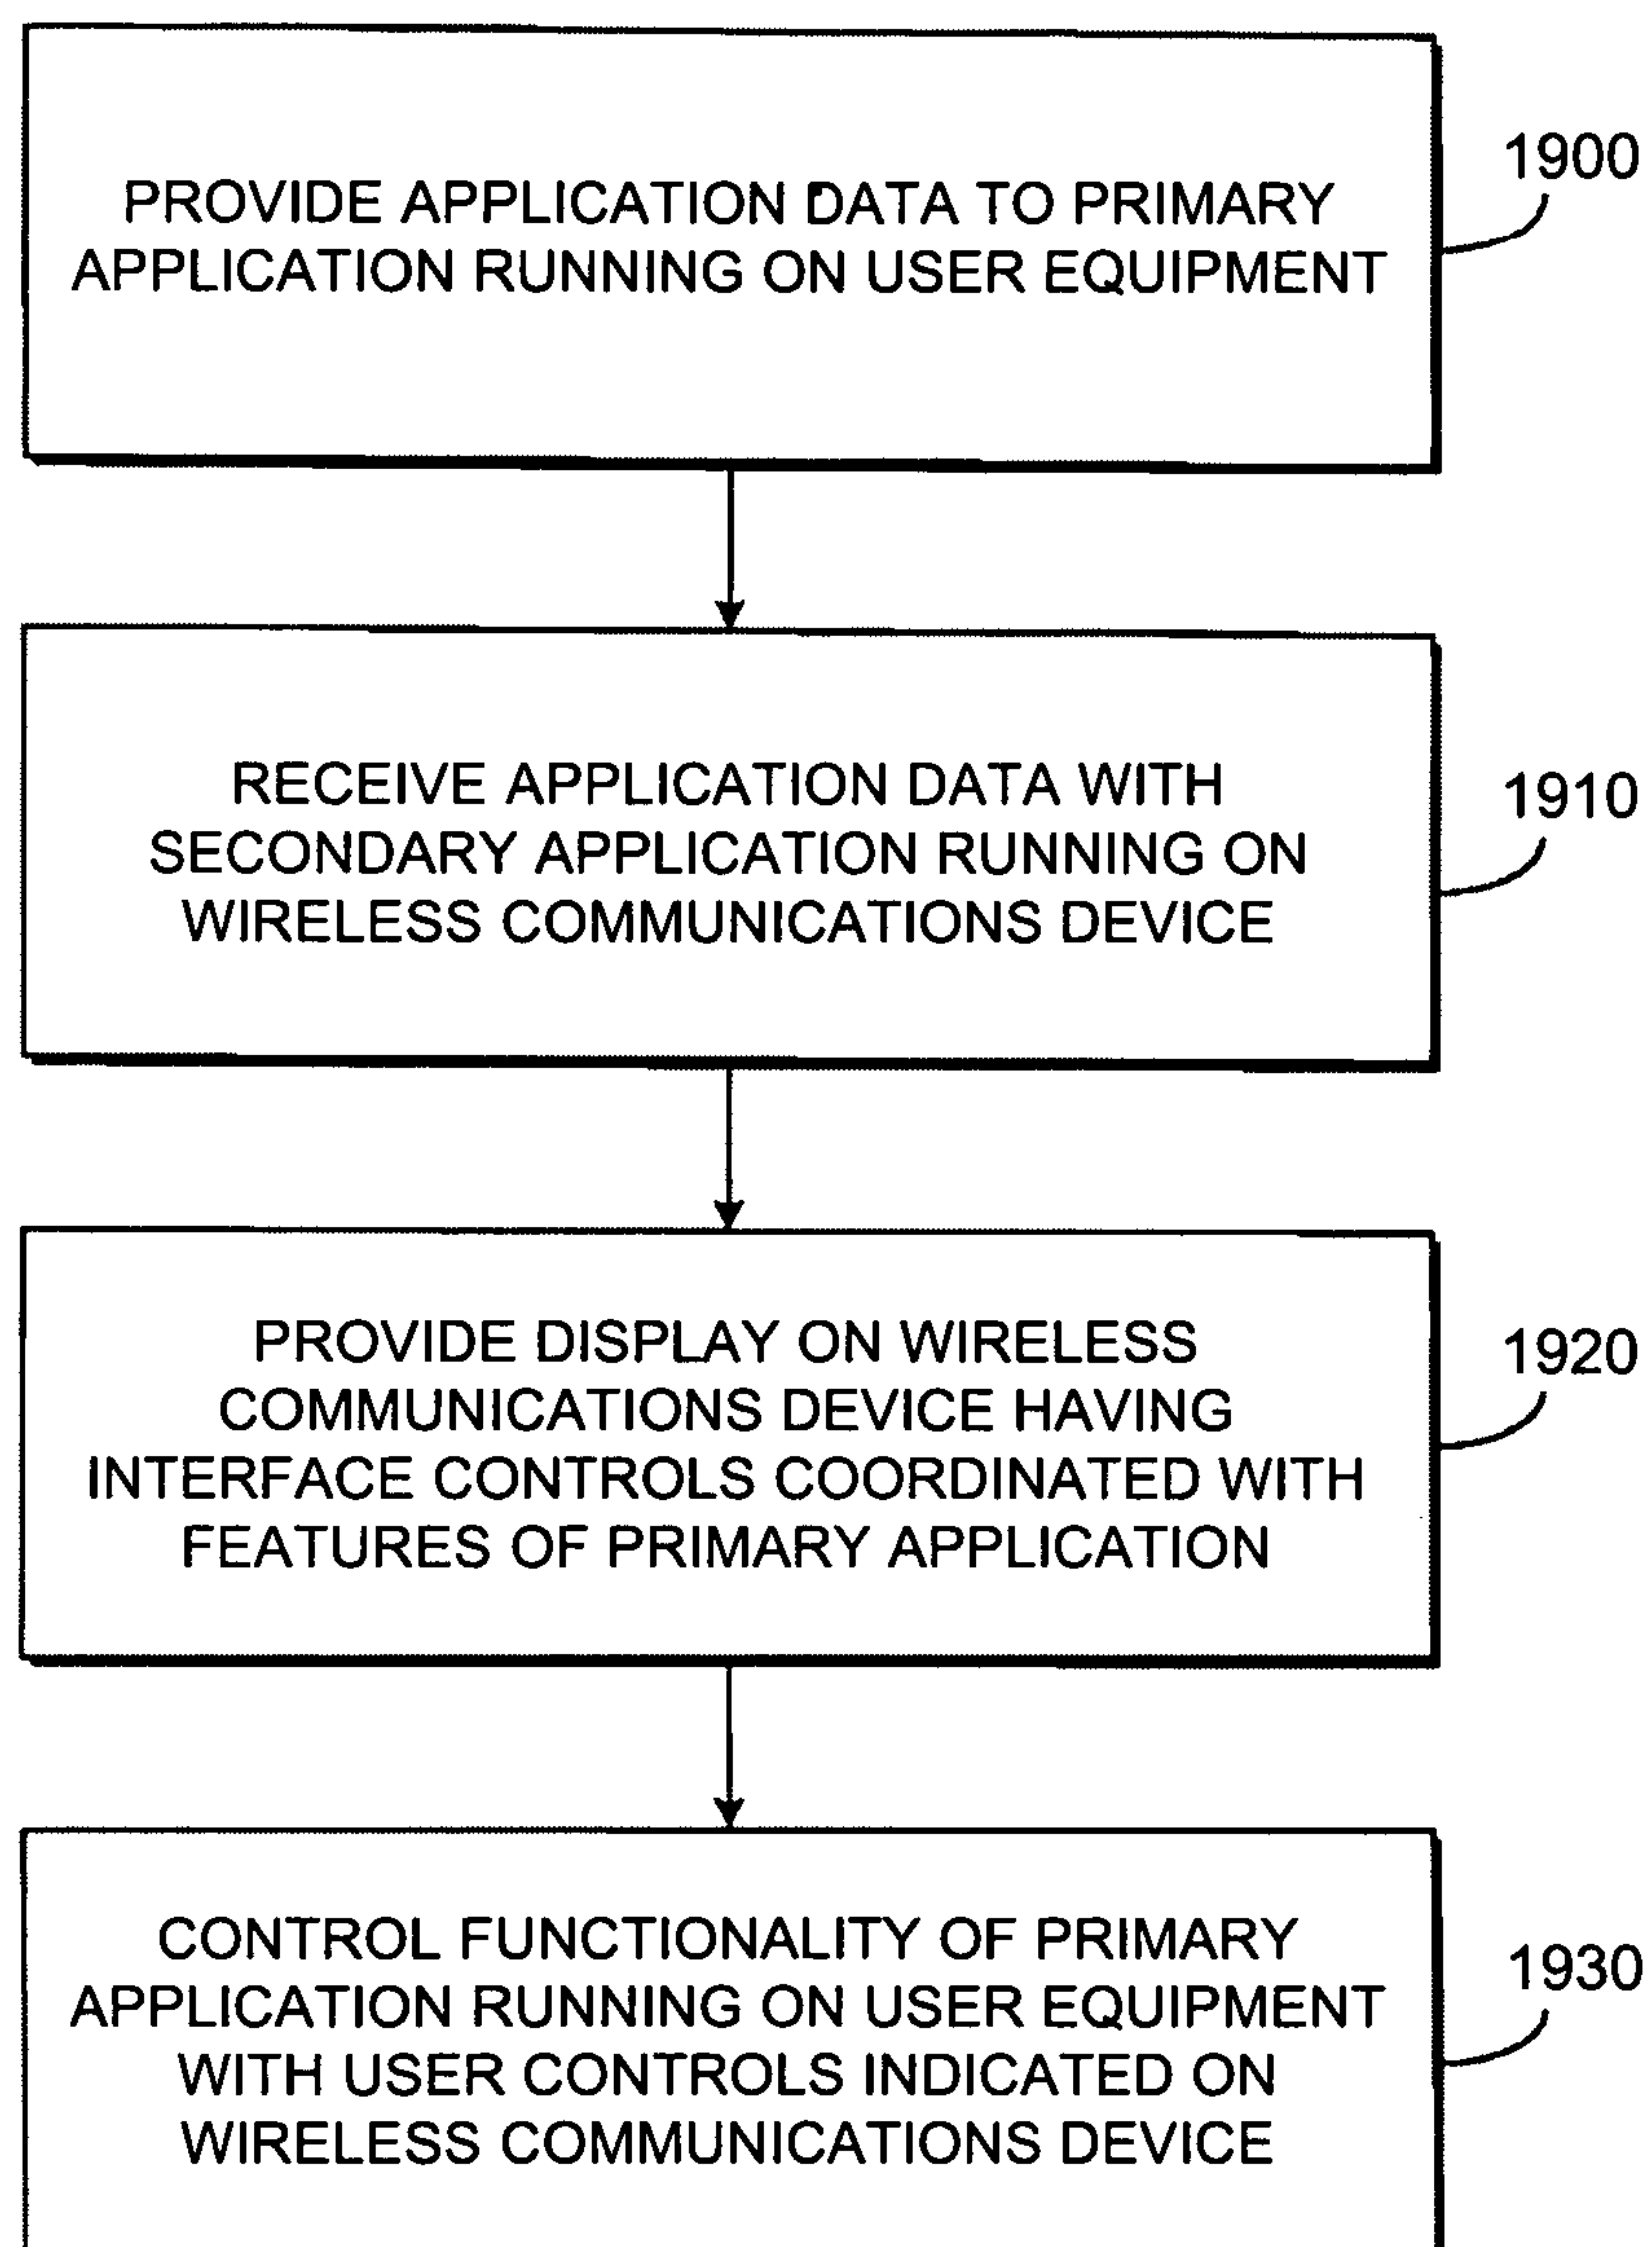 1900
PROVIDE APPLICATION DATA TO PRIMARY
APPLICATION RUNNING ON USER EQUIPMENT
1910
RECEIVE APPLICATION DATA WITH
SECONDARY APPLICATION RUNNING ON
WIRELESS COMMUNICATIONS DEVICE
1920
PROVIDE DISPLAY ON WIRELESS
COMMUNICATIONS DEVICE HAVING
INTERFACE CONTROLS COORDINATED WITH
FEATURES OF PRIMARY APPLICATION
1930
CONTROL FUNCTIONALITY OF PRIMARY
APPLICATION RUNNING ON USER EQUIPMENT
WITH USER CONTROLS INDICATED ON
WIRELESS COMMUNICATIONS DEVICE